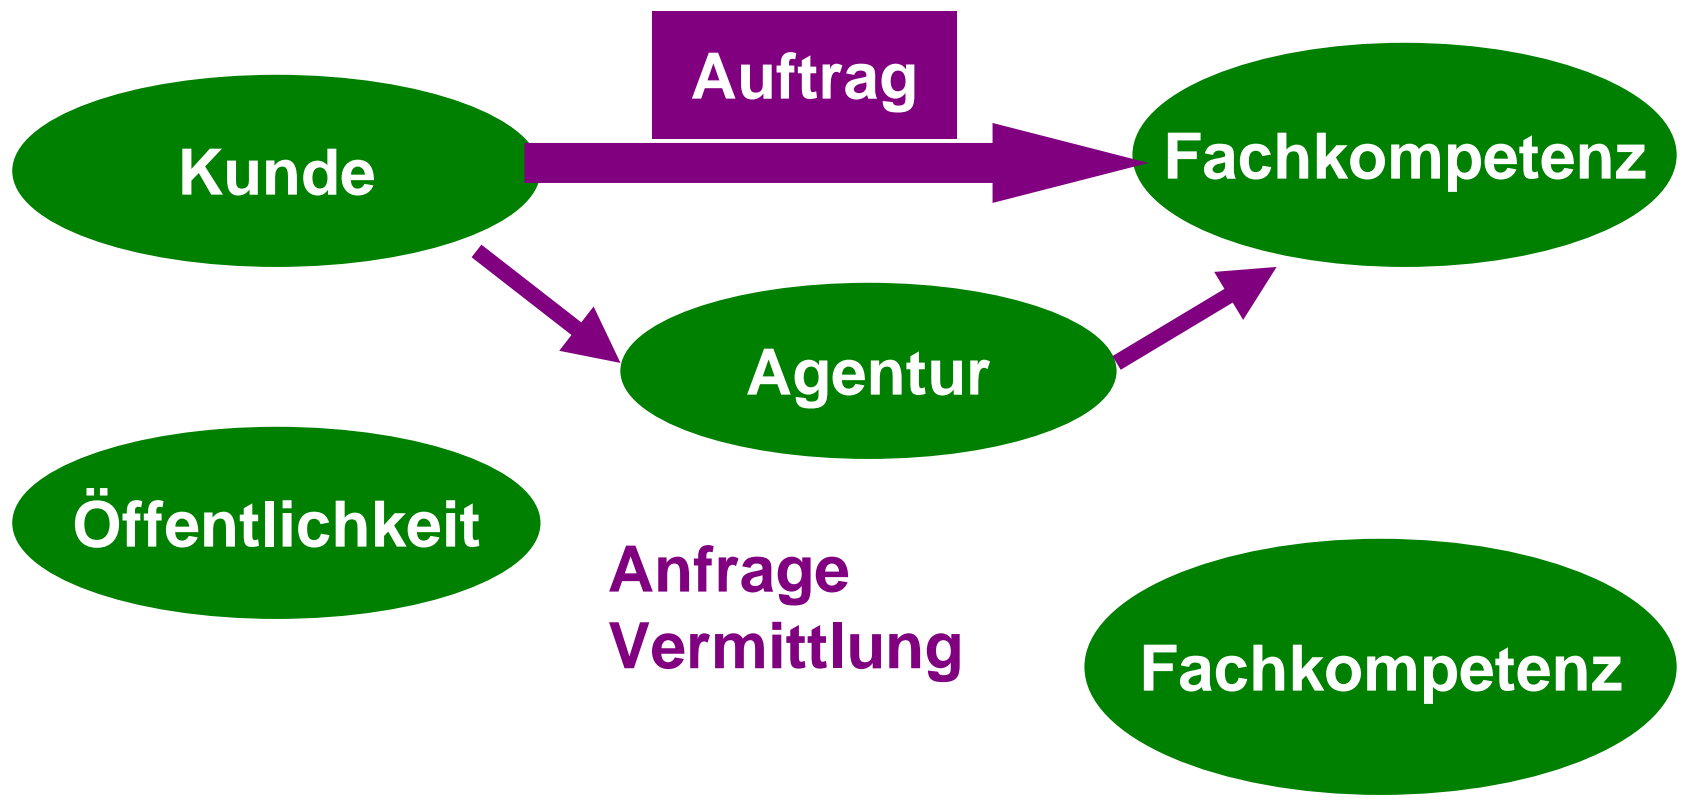 Auftrag
Kunde
Fachkompetenz
Agentur
Öffentlichkeit
Anfrage
Vermittlung
Fachkompetenz